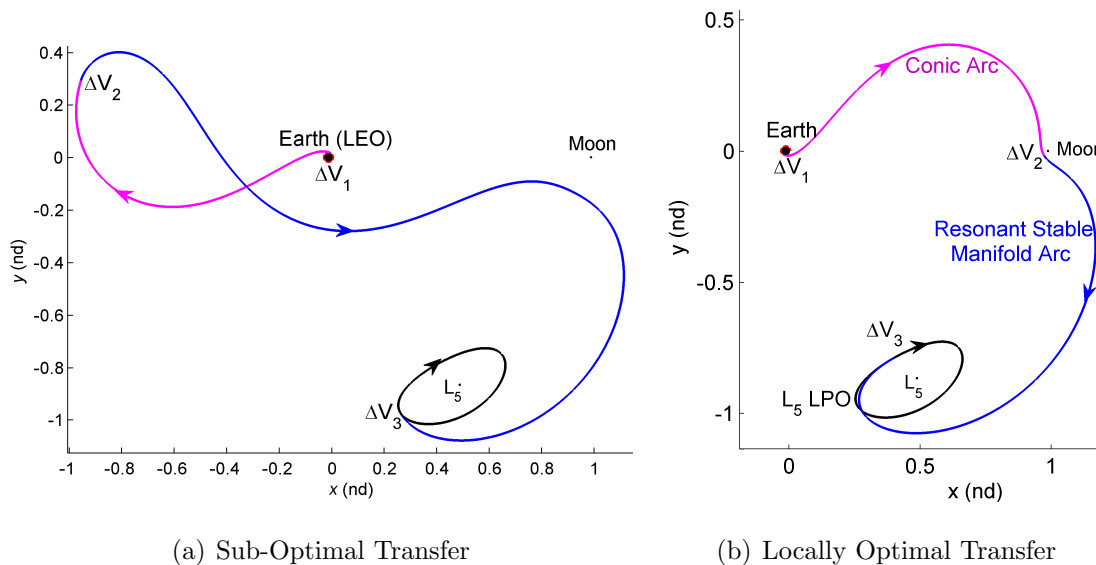 0.4
0.2
0
-0.2
-0.4
-0.6
-0.8
-1
y (nd)
-1 -0.8 -0.6 -0.4 -0.2 0 0.2 0.4 0.6 0.8 1
x (nd)
ΔV2
Earth (LEO)
ΔV1
Moon
L5
ΔV3
(a) Sub-Optimal Transfer
0.5
0
-0.5
-1
y (nd)
0 0.5 1
x (nd)
Conic Arc
Earth
ΔV1
ΔV2
Moon
Resonant Stable
Manifold Arc
ΔV3
L5
L5 LPO
(b) Locally Optimal Transfer